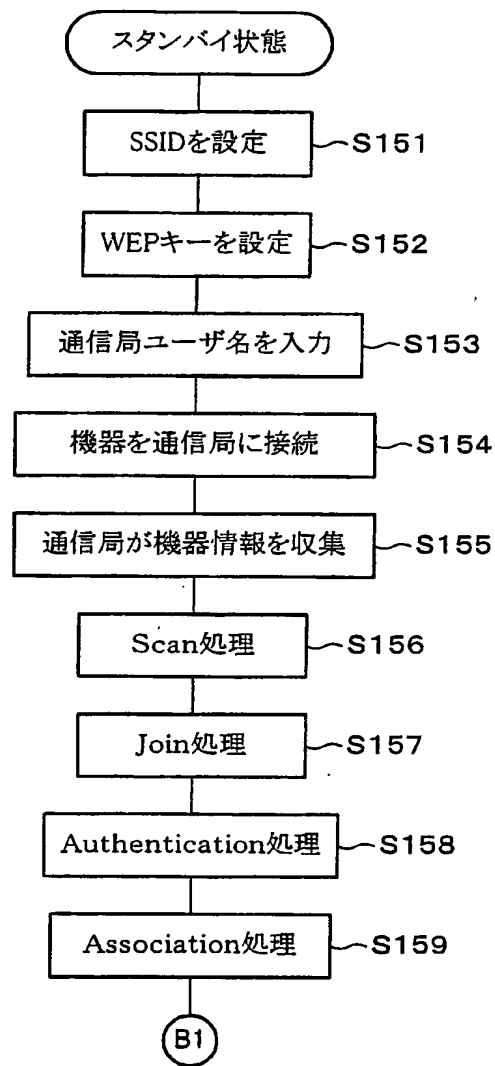 スタンバイ状態
SSIDを設定 S151
WEPキーを設定 S152
通信局ユーザ名を入力 S153
機器を通信局に接続 S154
通信局が機器情報を収集 S155
Scan処理 S156
Join処理 S157
Authentication処理 S158
Association処理 S159
B1